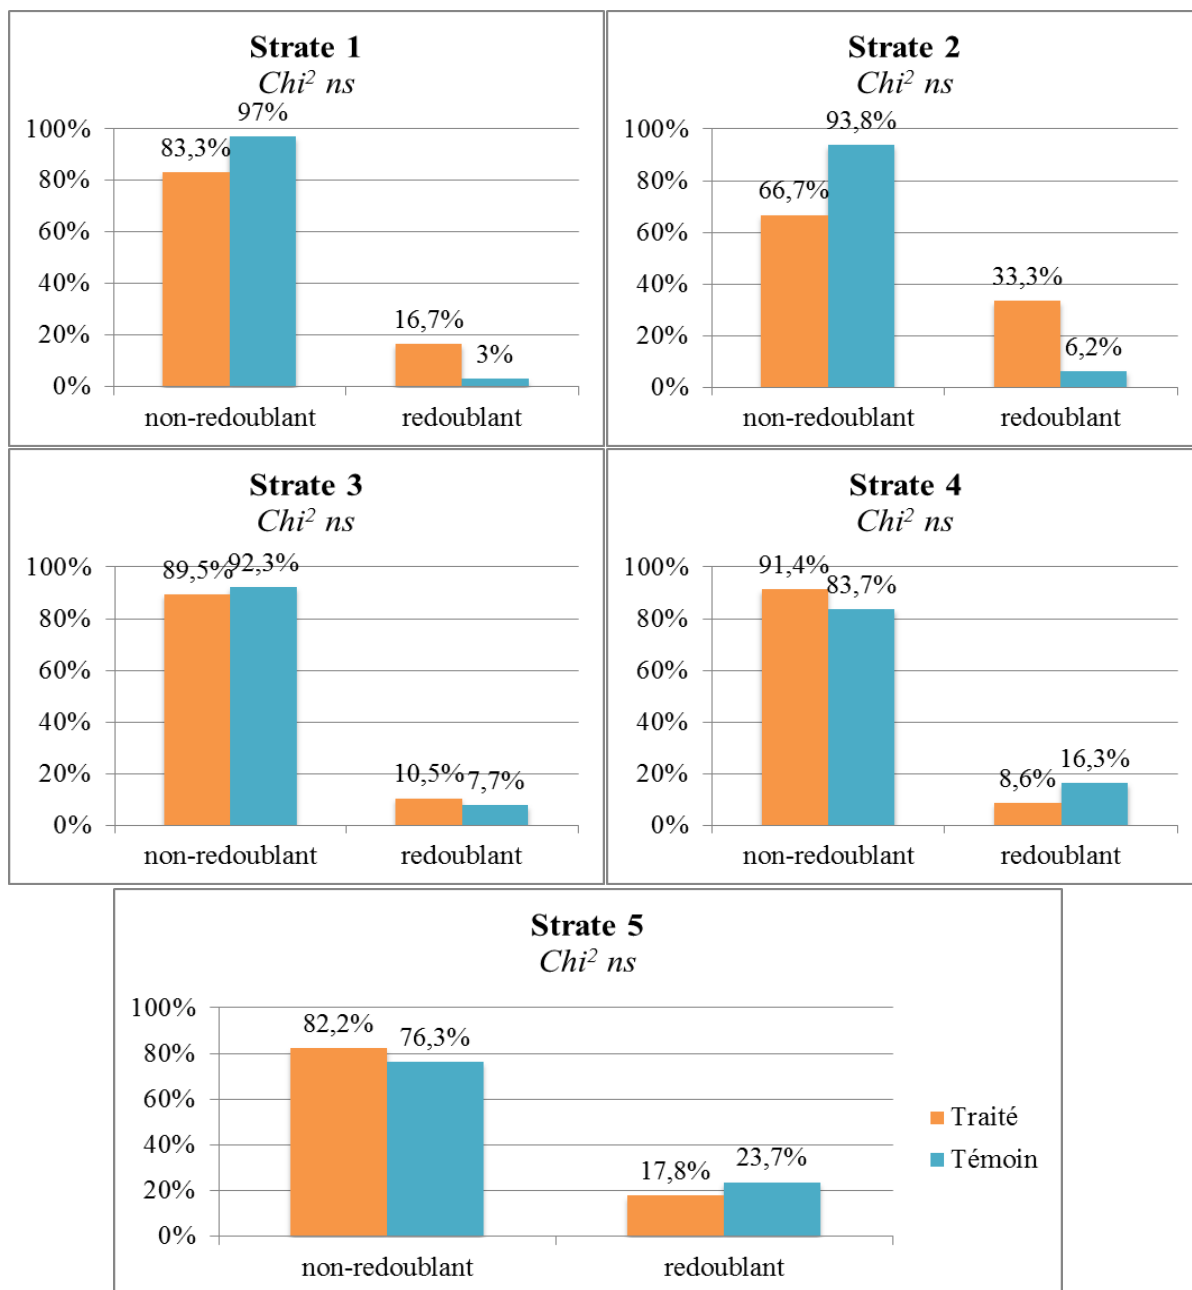 Strate 1
Chi² ns
97%
100%
83,3%
80%
60%
40%
16,7%
20%
3%
0%
non-redoublant redoublant
Strate 2
Chi² ns
93,8%
100%
80%
66,7%
60%
33,3%
40%
20%
6,2%
0%
non-redoublant redoublant
Strate 3
Chi² ns
100%
89,5% 92,3%
80%
60%
40%
20%
10,5% 7,7%
0%
non-redoublant redoublant
Strate 4
Chi² ns
100%
91,4%
83,7%
80%
60%
40%
20%
16,3%
8,6%
0%
non-redoublant redoublant
Strate 5
Chi² ns
100%
82,2%
76,3%
80%
60%
40%
17,8% 23,7%
20%
0%
non-redoublant redoublant
Traité
Témoin